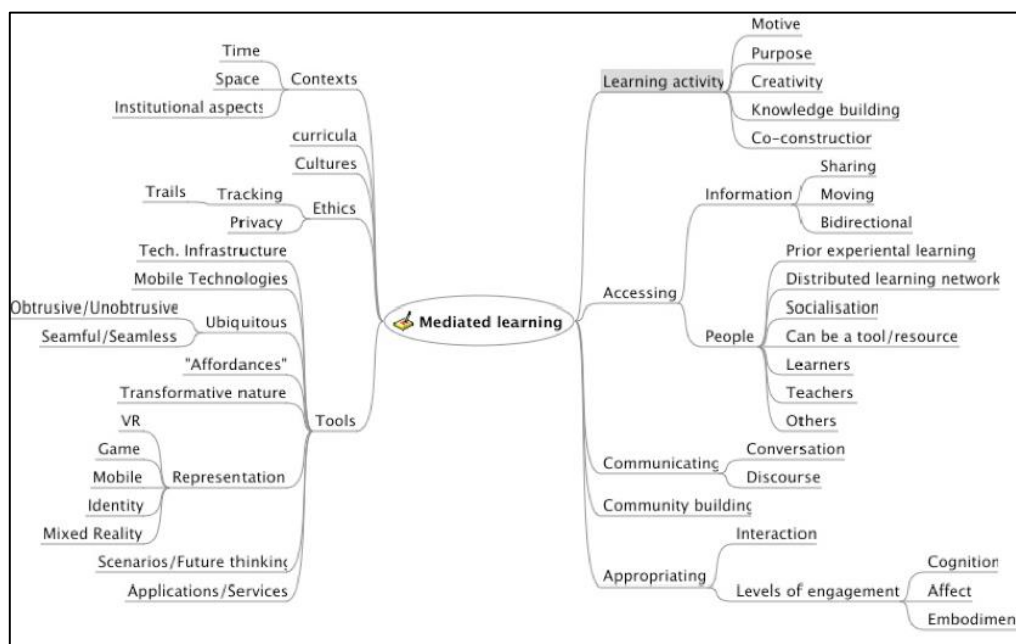 Time
Space
Institutional aspects
Contexts
curricula
Cultures
Trails
Tracking
Privacy
Ethics
Tech. Infrastructure
Mobile Technologies
Obtrusive/Unobtrusive
Seamful/Seamless
Ubiquitous
"Affordances"
Transformative nature
VR
Game
Mobile
Identity
Mixed Reality
Representation
Scenarios/Future thinking
Applications/Services
Tools
Mediated learning
Learning activity
Motive
Purpose
Creativity
Knowledge building
Co-constructior
Accessing
Information
Sharing
Moving
Bidirectional
People
Prior experiental learning
Distributed learning network
Socialisation
Can be a tool/resource
Learners
Teachers
Others
Communicating
Conversation
Discourse
Community building
Appropriating
Interaction
Levels of engagement
Cognition
Affect
Embodimen